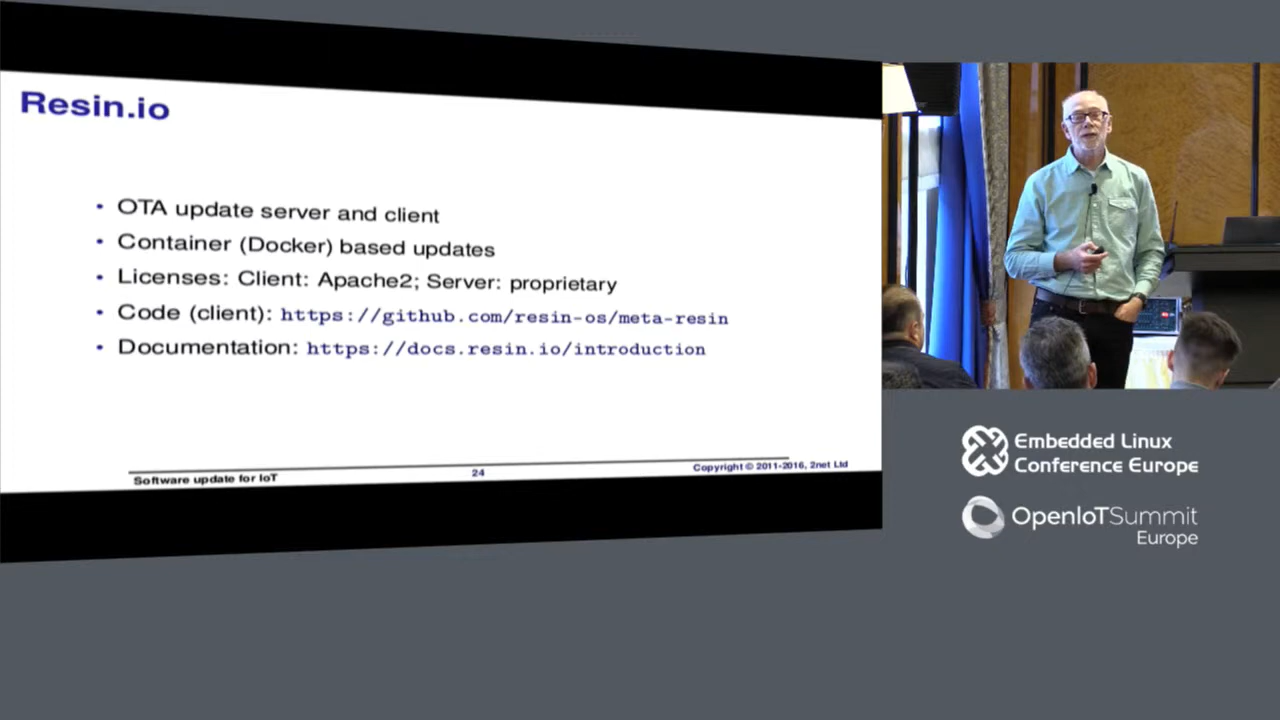 Resin.io
• OTA update server and client
• Container (Docker) based updates
• Licenses: Client: Apache2; Server: proprietary
• Code (client): https://github.com/resin-os/meta-resin
• Documentation: https://docs.resin.io/introduction
Software update for IoT
24
Copyright © 2011-2016, 2net Ltd
Embedded Linux
Conference Europe
OpenIoTSummit
Europe